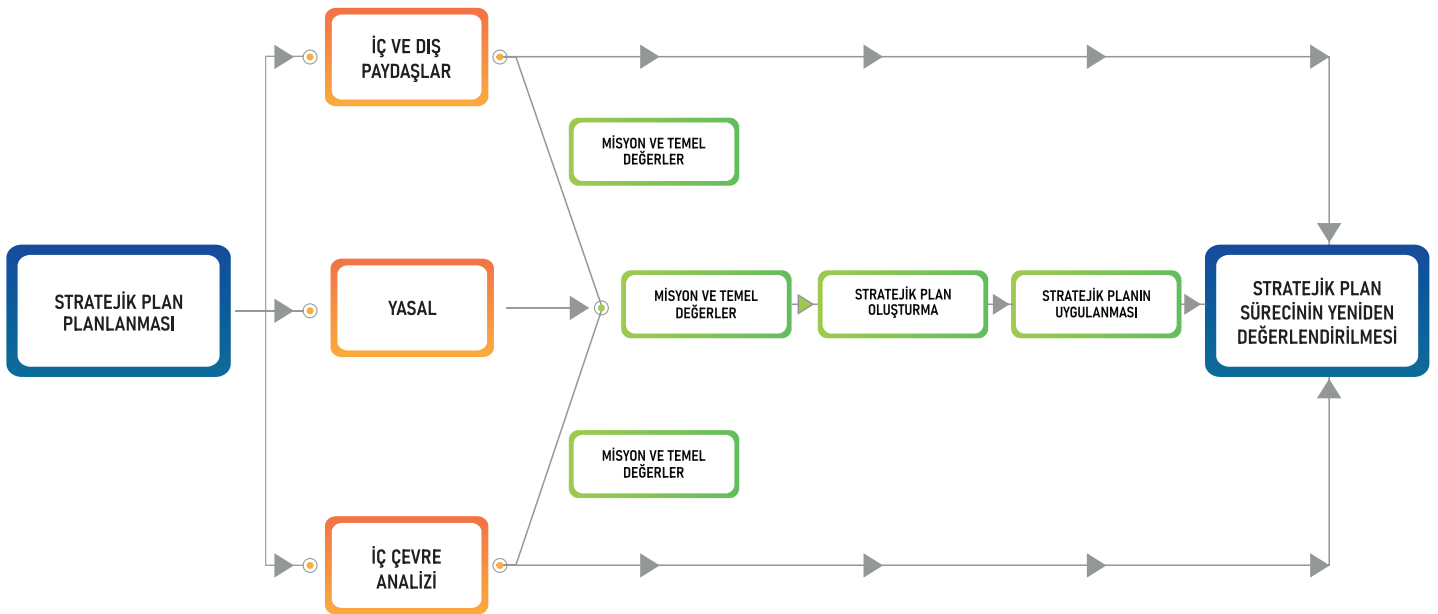 İÇ VE DIŞ
PAYDAŞLAR
MİSYON VE TEMEL
DEĞERLER
STRATEJİK PLAN
PLANLANMASI
YASAL
MİSYON VE TEMEL
DEĞERLER
STRATEJİK PLAN
OLUŞTURMA
STRATEJİK PLANIN
UYGULANMASI
STRATEJİK PLAN
SÜRECİNİN YENİDEN
DEĞERLENDİRİLMESİ
MİSYON VE TEMEL
DEĞERLER
İÇ ÇEVRE
ANALİZİ